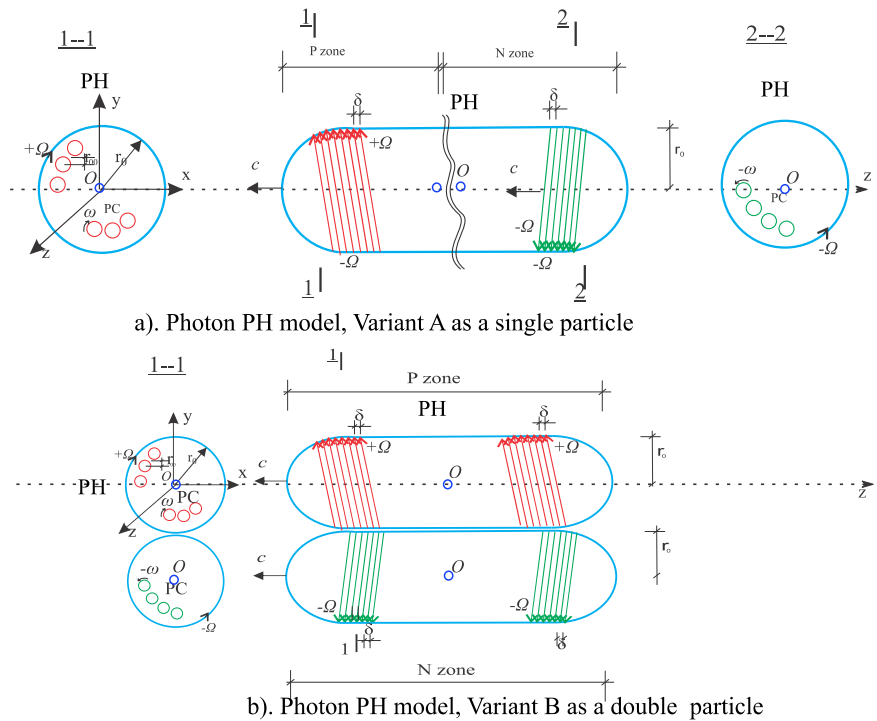 1--1
1
2
2--2
P zone
N zone
PH
PH
PH
δ
δ
y
+Ω
r₀
+Ω
r₀
O
x
c
O
c
-ω
O
z
PC
ω
PC
z
-Ω
-Ω
-Ω
-Ω
1
2
a). Photon PH model, Variant A as a single particle
1--1
1
P zone
PH
y
δ
δ
+Ω
r₀
+Ω
+Ω
r₀
PH
O
x
c
O
z
ω
PC
z
-ω
O
PC
c
O
r₀
-Ω
-Ω
-Ω
1
δ
δ
N zone
b). Photon PH model, Variant B as a double particle